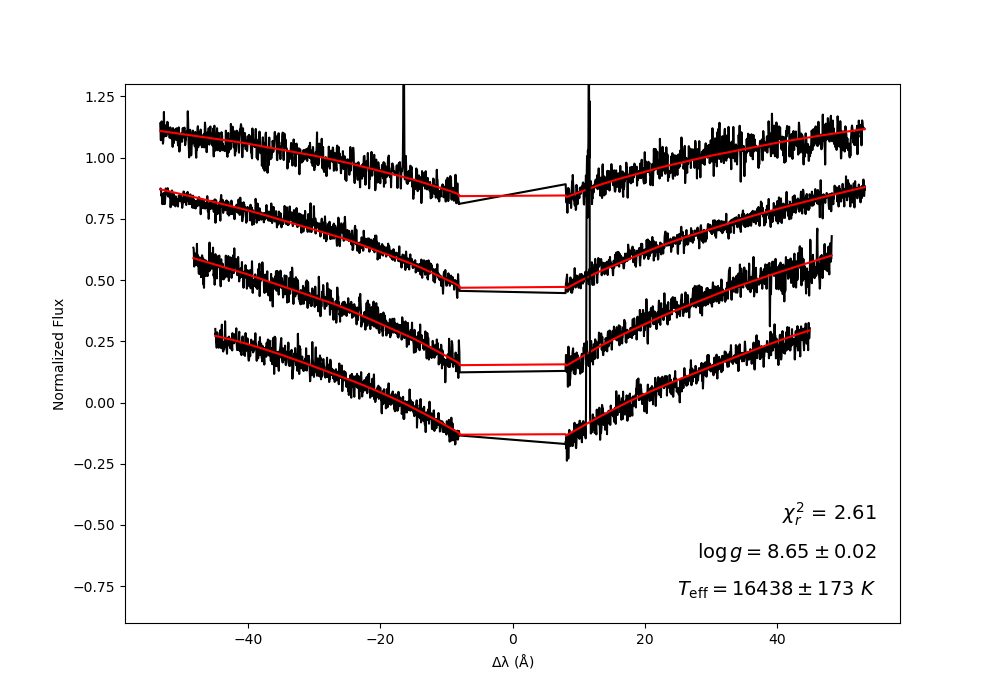 1.25
1.00
0.75
0.50
0.25
0.00
−0.25
−0.50
−0.75
Normalized Flux
χ²ᵣ = 2.61
log g = 8.65 ± 0.02
T_eff = 16438 ± 173 K
−40 −20 0 20 40
Δλ (Å)